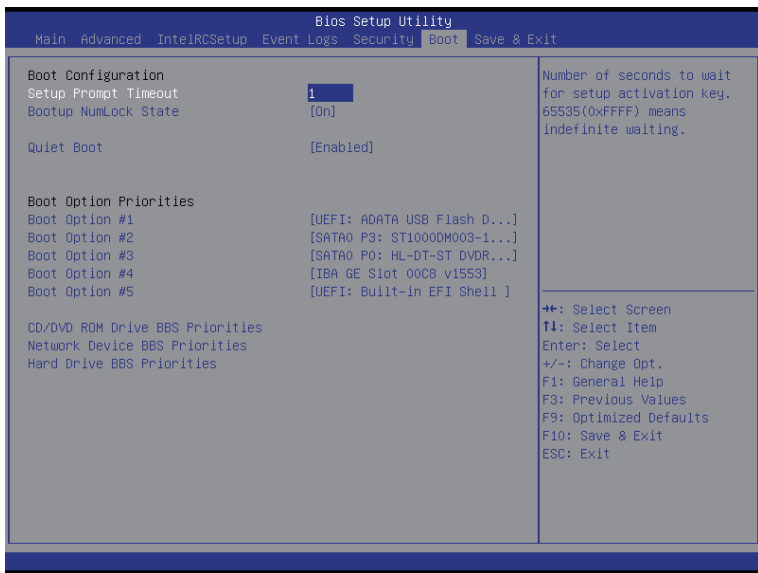 Bios Setup Utility
Main Advanced IntelRCSetup Event Logs Security Boot Save & Exit
Boot Configuration
Setup Prompt Timeout 1
Bootup NumLock State [On]
Quiet Boot [Enabled]
Boot Option Priorities
Boot Option #1 [UEFI: ADATA USB Flash D...]
Boot Option #2 [SATA0 P3: ST1000DM003-1...]
Boot Option #3 [SATA0 P0: HL-DT-ST DVDR...]
Boot Option #4 [IBA GE Slot 00C8 v1553]
Boot Option #5 [UEFI: Built-in EFI Shell ]
CD/DVD ROM Drive BBS Priorities
Network Device BBS Priorities
Hard Drive BBS Priorities
Number of seconds to wait
for setup activation key.
65535(0xFFFF) means
indefinite waiting.
→←: Select Screen
↑↓: Select Item
Enter: Select
+/-: Change Opt.
F1: General Help
F3: Previous Values
F9: Optimized Defaults
F10: Save & Exit
ESC: Exit